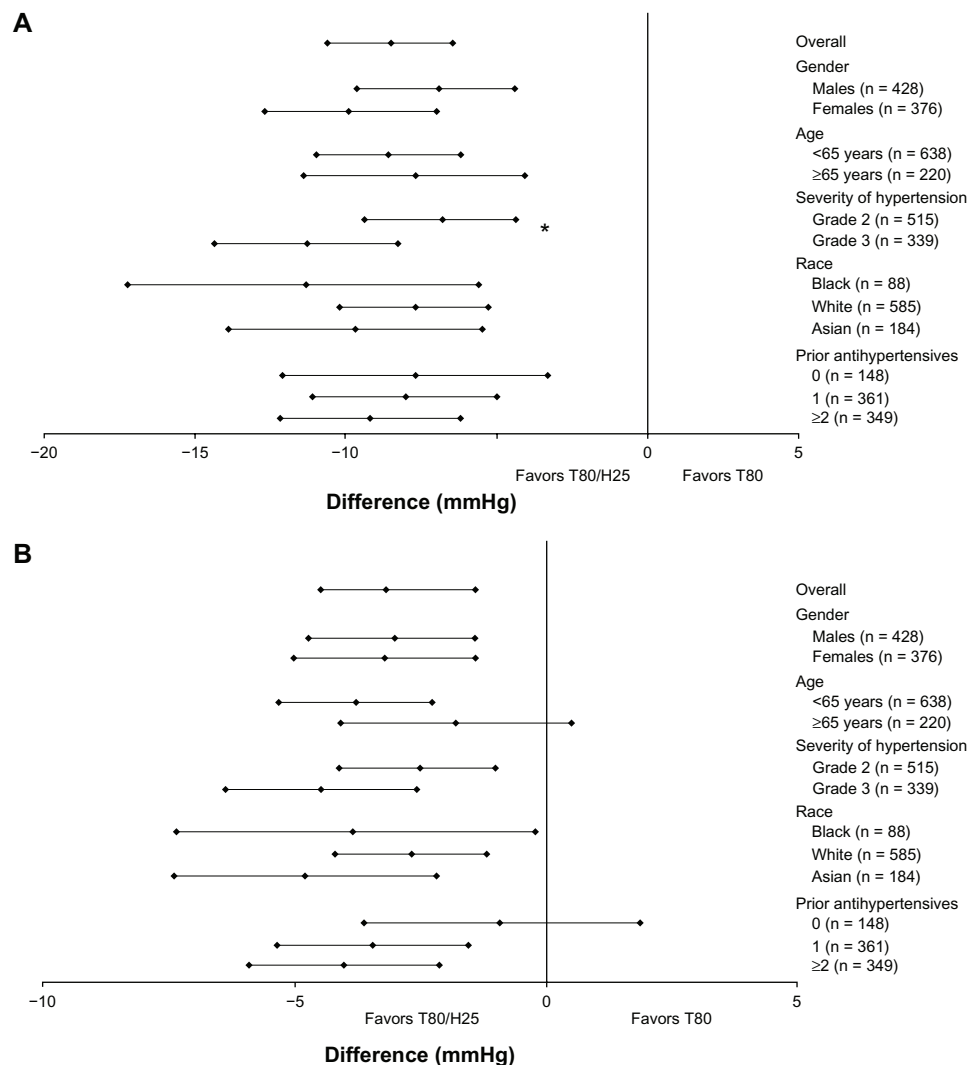 A
Overall
Gender
Males (n = 428)
Females (n = 376)
Age
<65 years (n = 638)
≥65 years (n = 220)
Severity of hypertension
Grade 2 (n = 515)
*
Grade 3 (n = 339)
Race
Black (n = 88)
White (n = 585)
Asian (n = 184)
Prior antihypertensives
0 (n = 148)
1 (n = 361)
≥2 (n = 349)
−20 −15 −10 0 5
Favors T80/H25 Favors T80
Difference (mmHg)
B
Overall
Gender
Males (n = 428)
Females (n = 376)
Age
<65 years (n = 638)
≥65 years (n = 220)
Severity of hypertension
Grade 2 (n = 515)
Grade 3 (n = 339)
Race
Black (n = 88)
White (n = 585)
Asian (n = 184)
Prior antihypertensives
0 (n = 148)
1 (n = 361)
≥2 (n = 349)
−10 −5 0 5
Favors T80/H25 Favors T80
Difference (mmHg)